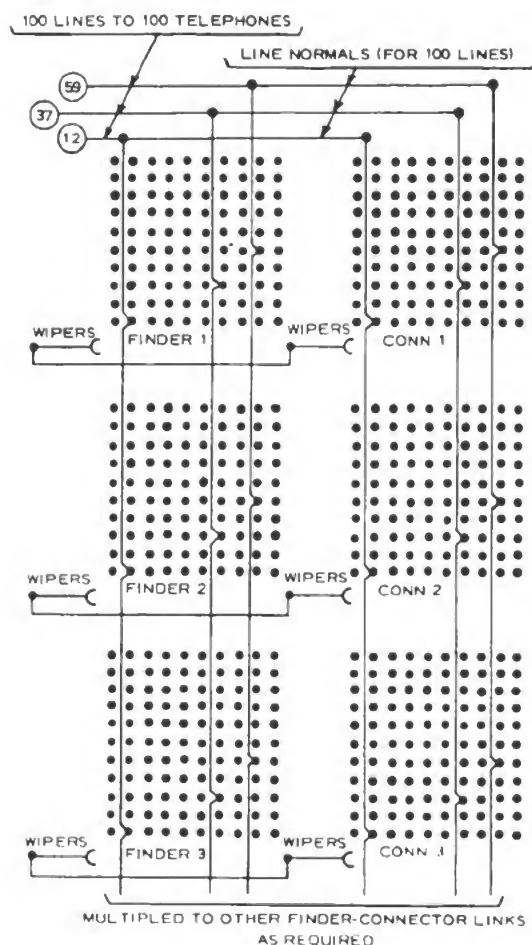 100 LINES TO 100 TELEPHONES
LINE NORMALS (FOR 100 LINES)
59
37
12
WIPERS
FINDER 1
WIPERS
CONN 1
WIPERS
FINDER 2
WIPERS
CONN 2
WIPERS
FINDER 3
WIPERS
CONN 3
MULTIPLED TO OTHER FINDER-CONNECTOR LINKS
AS REQUIRED